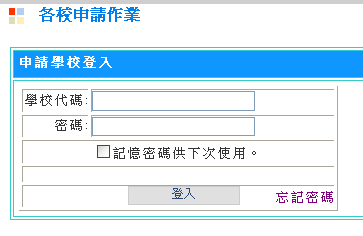 各校申請作業
申請學校登入
學校代碼:
密碼:
記憶密碼供下次使用。
登入 忘記密碼